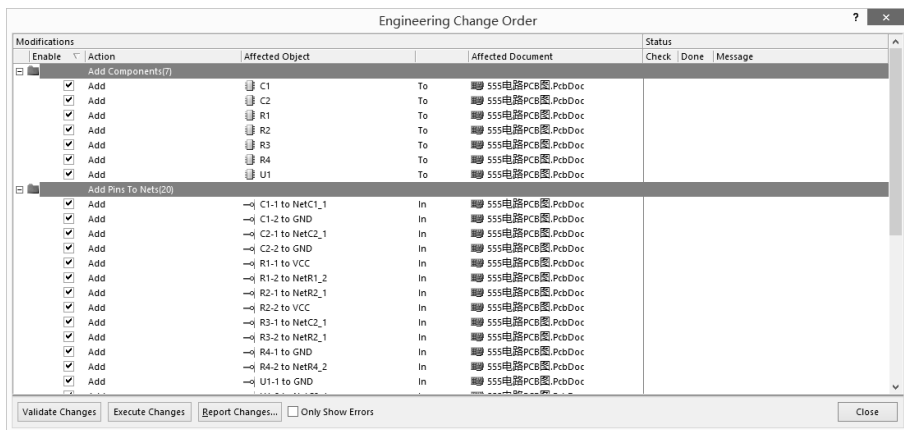 Engineering Change Order
? ×
Modifications Status
Enable Action Affected Object Affected Document Check Done Message
Add Components(7)
Add C1 To 555电路PCB图.PcbDoc
Add C2 To 555电路PCB图.PcbDoc
Add R1 To 555电路PCB图.PcbDoc
Add R2 To 555电路PCB图.PcbDoc
Add R3 To 555电路PCB图.PcbDoc
Add R4 To 555电路PCB图.PcbDoc
Add U1 To 555电路PCB图.PcbDoc
Add Pins To Nets(20)
Add C1-1 to NetC1_1 In 555电路PCB图.PcbDoc
Add C1-2 to GND In 555电路PCB图.PcbDoc
Add C2-1 to NetC2_1 In 555电路PCB图.PcbDoc
Add C2-2 to GND In 555电路PCB图.PcbDoc
Add R1-1 to VCC In 555电路PCB图.PcbDoc
Add R1-2 to NetR1_2 In 555电路PCB图.PcbDoc
Add R2-1 to NetR2_1 In 555电路PCB图.PcbDoc
Add R2-2 to VCC In 555电路PCB图.PcbDoc
Add R3-1 to NetC2_1 In 555电路PCB图.PcbDoc
Add R3-2 to NetR2_1 In 555电路PCB图.PcbDoc
Add R4-1 to GND In 555电路PCB图.PcbDoc
Add R4-2 to NetR4_2 In 555电路PCB图.PcbDoc
Add U1-1 to GND In 555电路PCB图.PcbDoc
Validate Changes Execute Changes Report Changes... Only Show Errors Close